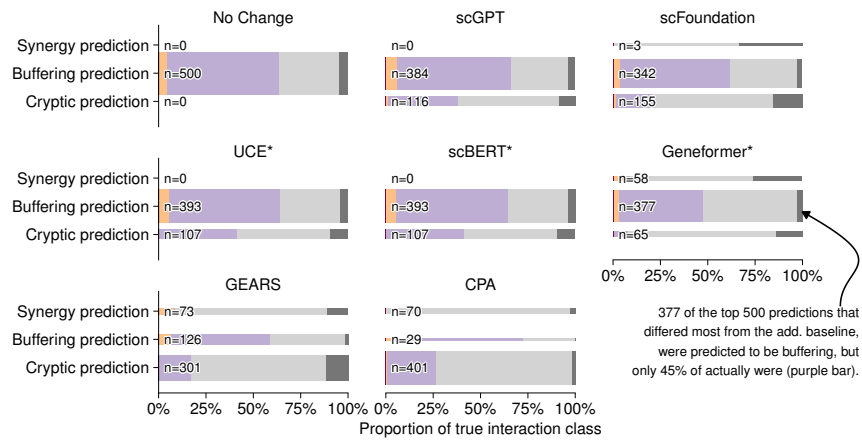 No Change
scGPT
scFoundation
Synergy prediction
n=0
n=0
n=3
Buffering prediction
n=500
n=384
n=342
Cryptic prediction
n=0
n=116
n=155
UCE*
scBERT*
Geneformer*
Synergy prediction
n=0
n=0
n=58
Buffering prediction
n=393
n=393
n=377
Cryptic prediction
n=107
n=107
n=65
0% 25% 50% 75% 100%
GEARS
CPA
Synergy prediction
n=73
n=70
Buffering prediction
n=126
n=29
Cryptic prediction
n=301
n=401
0% 25% 50% 75% 100%
0% 25% 50% 75% 100%
Proportion of true interaction class
377 of the top 500 predictions that
differed most from the add. baseline,
were predicted to be buffering, but
only 45% of actually were (purple bar).